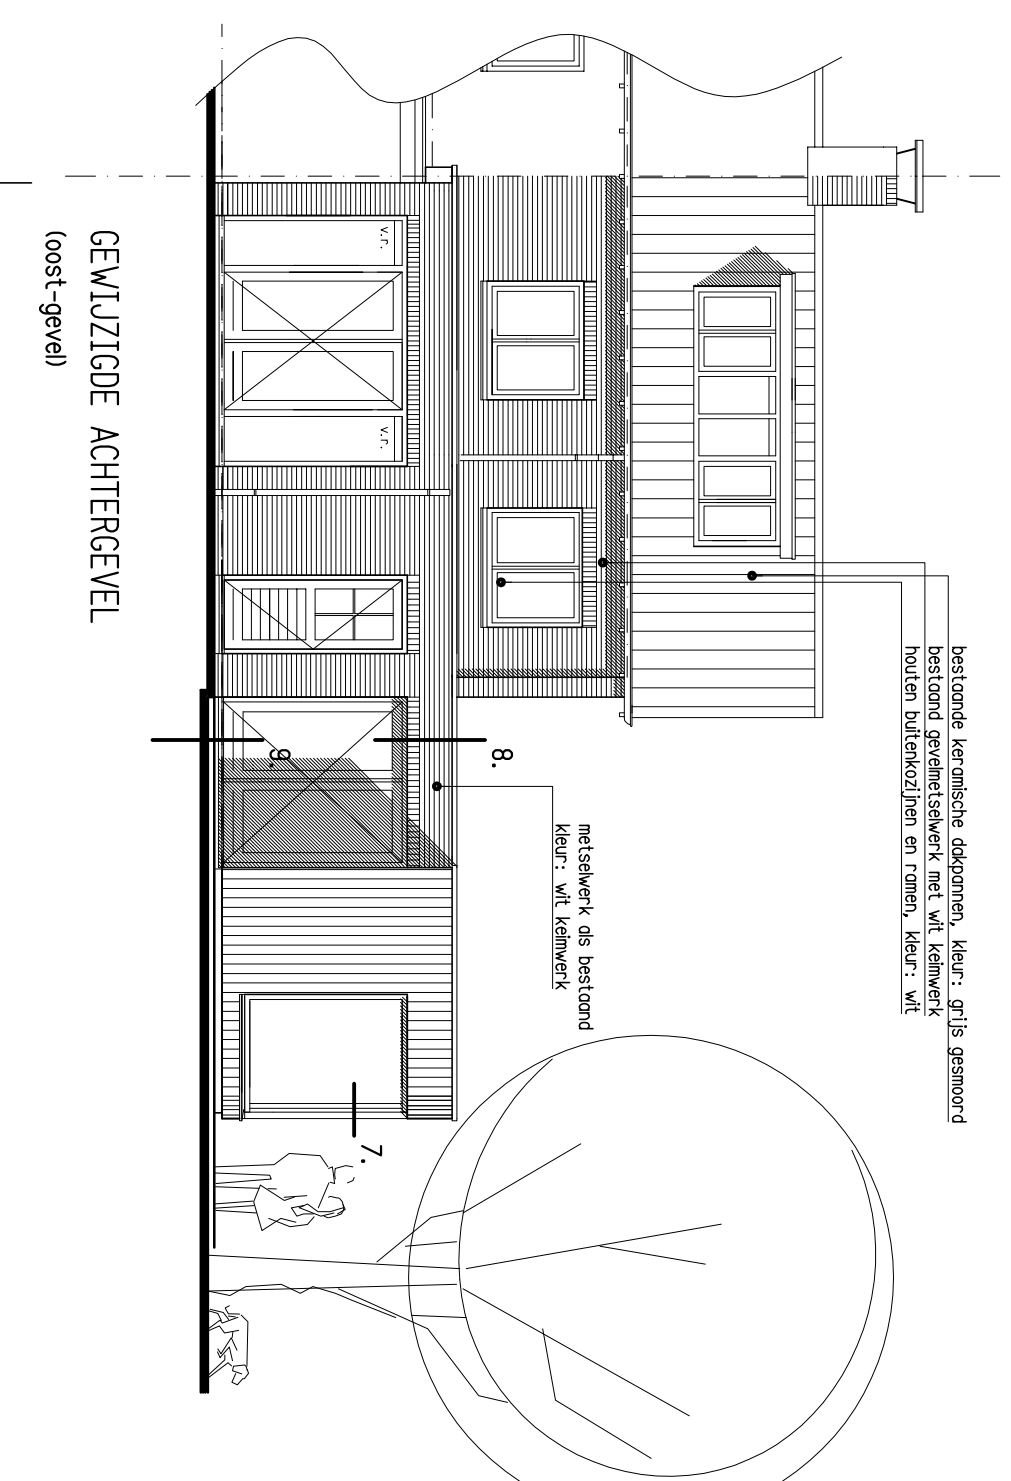 bestaande keramische dakpannen, kleur: grijs gesmoord
bestaand gevelmetselwerk met wit keimwerk
houten buitenkozijnen en ramen, kleur: wit
metselwerk als bestaand
kleur: wit keimwerk
8.
7.
9.
v.r.
v.r.
GEWIJZIGDE ACHTERGEVEL
(oost-gevel)